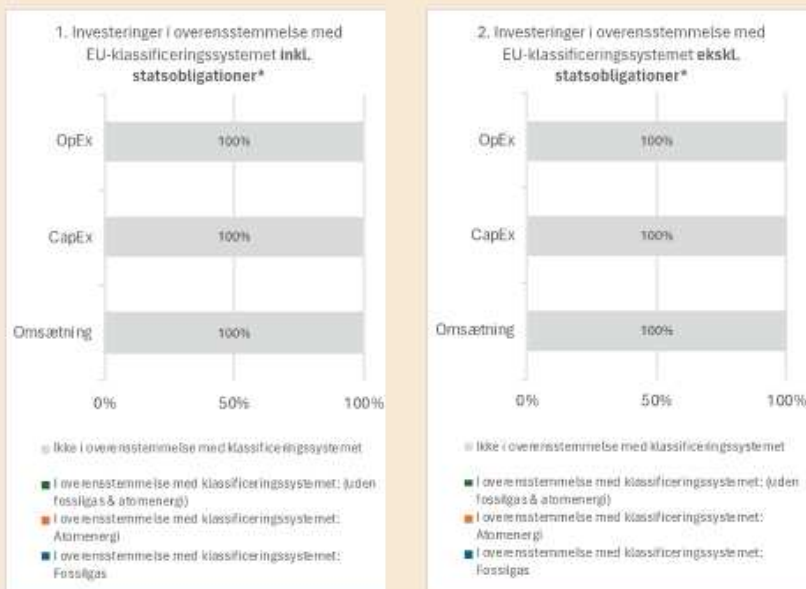 1. Investeringer i overensstemmelse med
EU-klassificeringssystemet inkl.
statsobligationer*
OpEx
100%
CapEx
100%
Omsætning
100%
0%
50%
100%
Ikke i overensstemmelse med klassificeringssystemet
I overensstemmelse med klassificeringssystemet: (uden
fossilgas & atomenergi)
I overensstemmelse med klassificeringssystemet:
Atomenergi
I overensstemmelse med klassificeringssystemet:
Fossilgas
2. Investeringer i overensstemmelse med
EU-klassificeringssystemet ekskl.
statsobligationer*
OpEx
100%
CapEx
100%
Omsætning
100%
0%
50%
100%
Ikke i overensstemmelse med klassificeringssystemet
I overensstemmelse med klassificeringssystemet: (uden
fossilgas & atomenergi)
I overensstemmelse med klassificeringssystemet:
Atomenergi
I overensstemmelse med klassificeringssystemet:
Fossilgas